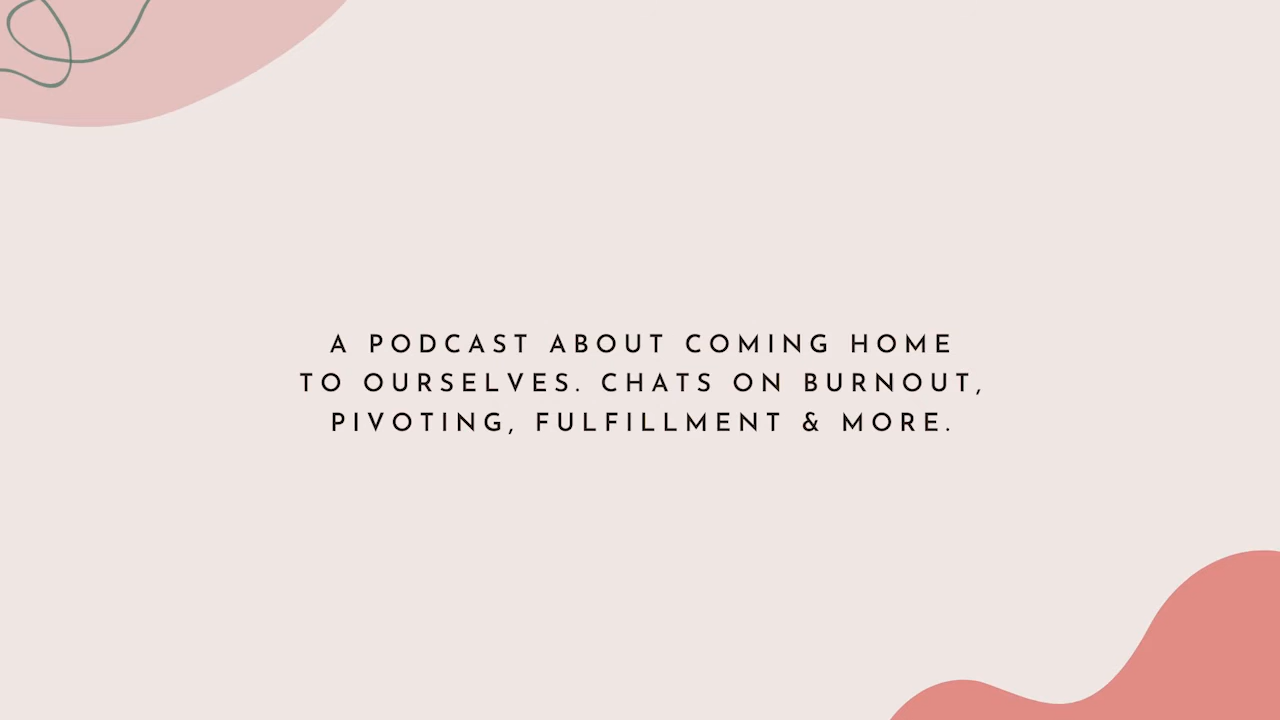 A PODCAST ABOUT COMING HOME
TO OURSELVES. CHATS ON BURNOUT,
PIVOTING, FULFILLMENT & MORE.